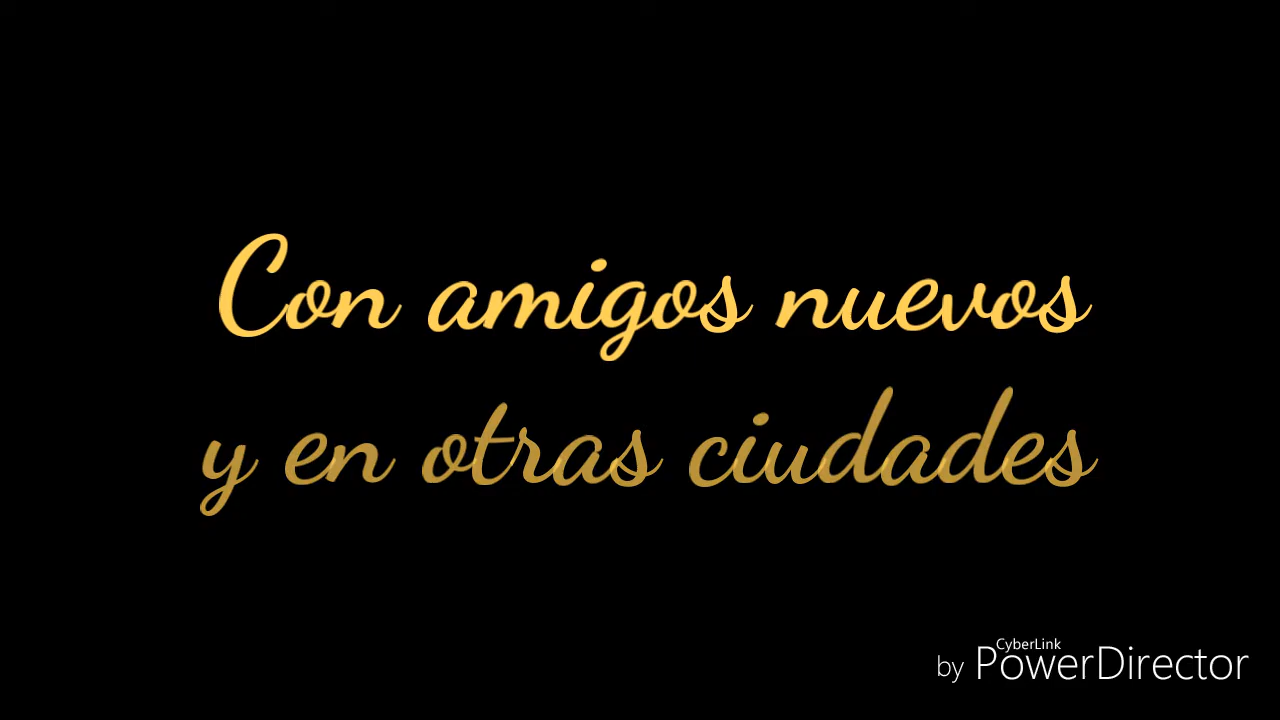 Con amigos nuevos
y en otras ciudades
CyberLink
by PowerDirector